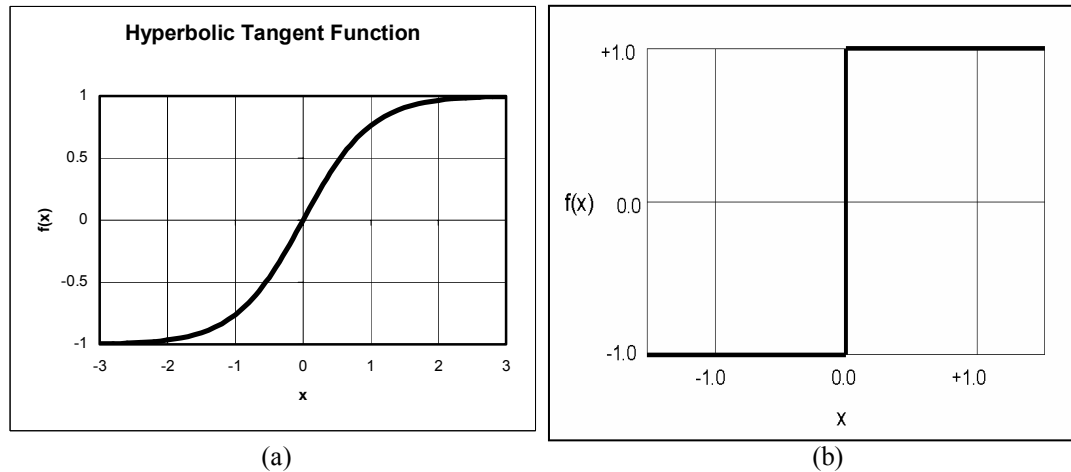 Hyperbolic Tangent Function
1
0.5
0
-0.5
-1
f(x)
-3 -2 -1 0 1 2 3
x
(a)
+1.0
f(x) 0.0
-1.0
-1.0 0.0 +1.0
X
(b)